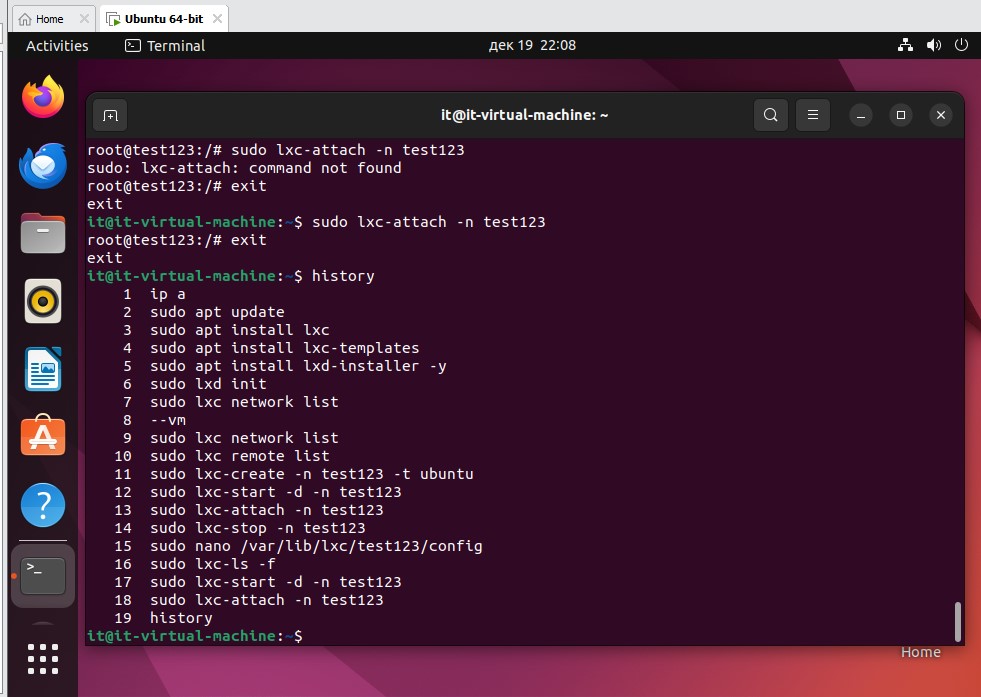 Home
Ubuntu 64-bit
Activities
Terminal
дек 19 22:08
it@it-virtual-machine: ~
root@test123:/# sudo lxc-attach -n test123
sudo: lxc-attach: command not found
root@test123:/# exit
exit
it@it-virtual-machine:~$ sudo lxc-attach -n test123
root@test123:/# exit
exit
it@it-virtual-machine:~$ history
1 ip a
2 sudo apt update
3 sudo apt install lxc
4 sudo apt install lxc-templates
5 sudo apt install lxd-installer -y
6 sudo lxd init
7 sudo lxc network list
8 --vm
9 sudo lxc network list
10 sudo lxc remote list
11 sudo lxc-create -n test123 -t ubuntu
12 sudo lxc-start -d -n test123
13 sudo lxc-attach -n test123
14 sudo lxc-stop -n test123
15 sudo nano /var/lib/lxc/test123/config
16 sudo lxc-ls -f
17 sudo lxc-start -d -n test123
18 sudo lxc-attach -n test123
19 history
it@it-virtual-machine:~$
Home